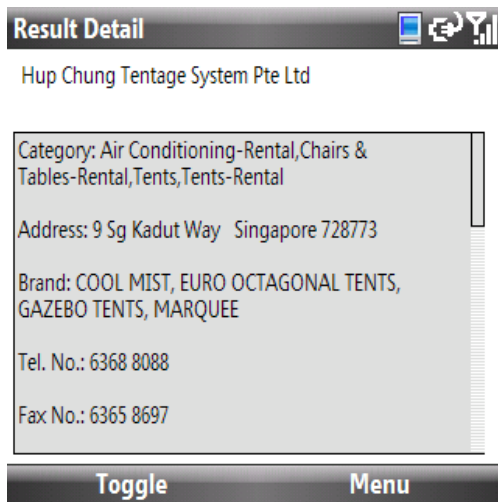 Result Detail
Hup Chung Tentage System Pte Ltd
Category: Air Conditioning-Rental,Chairs &
Tables-Rental,Tents,Tents-Rental
Address: 9 Sg Kadut Way   Singapore 728773
Brand: COOL MIST, EURO OCTAGONAL TENTS,
GAZEBO TENTS, MARQUEE
Tel. No.: 6368 8088
Fax No.: 6365 8697
Toggle
Menu